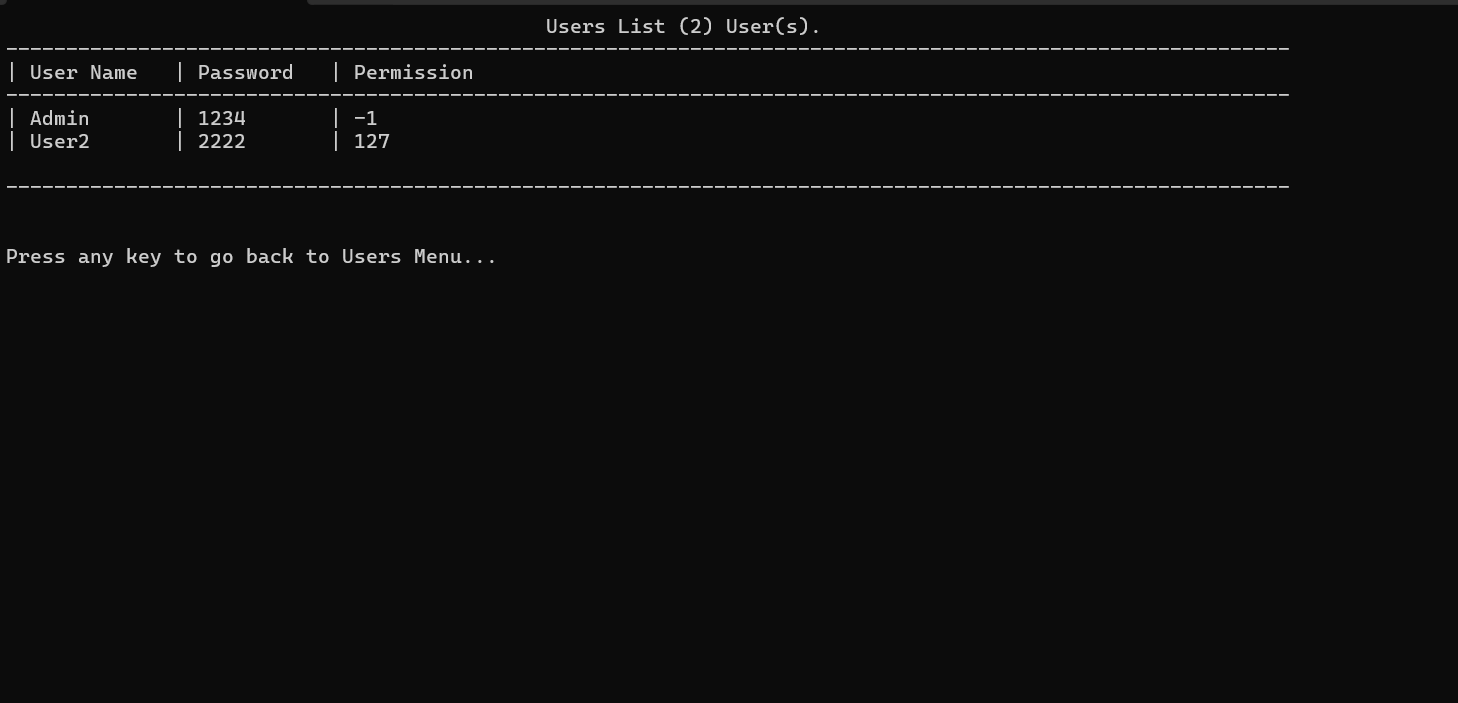 Users List (2) User(s).
-----------------------------------------------------------------------------------------------------------
| User Name   | Password   | Permission
-----------------------------------------------------------------------------------------------------------
| Admin       | 1234       | -1
| User2       | 2222       | 127
-----------------------------------------------------------------------------------------------------------
Press any key to go back to Users Menu...